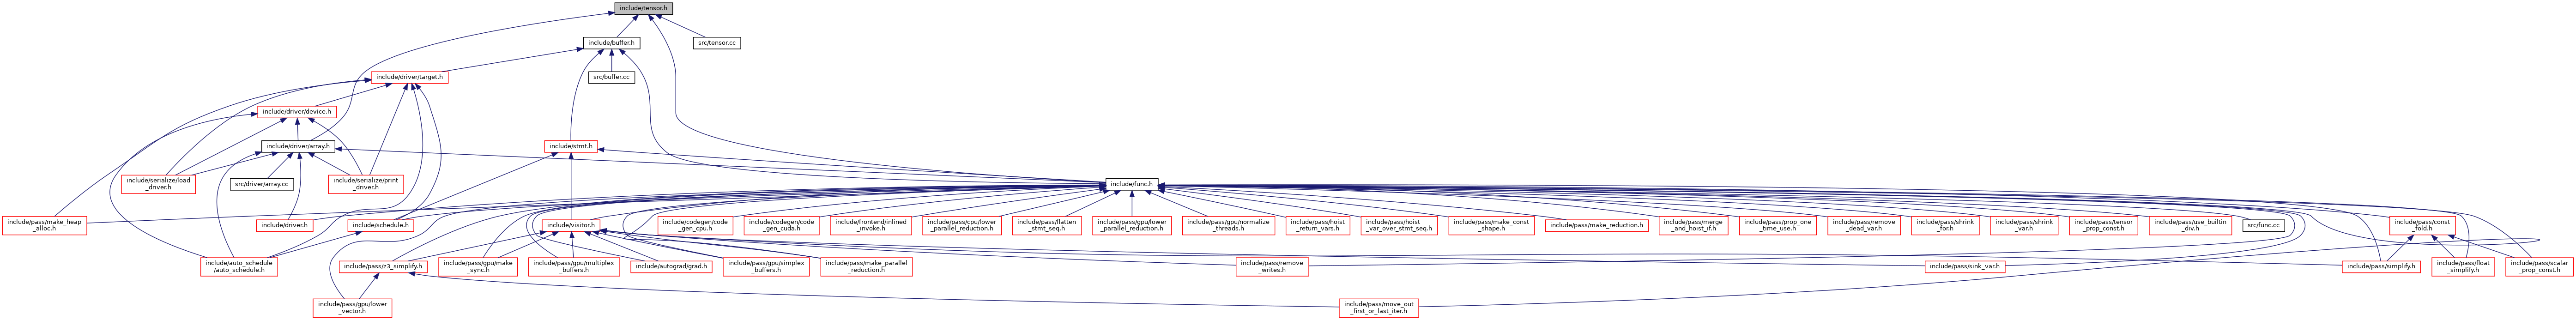 include/tensor.h
include/buffer.h
src/tensor.cc
include/driver/target.h
src/buffer.cc
include/driver/device.h
include/driver/array.h
include/stmt.h
include/serialize/load
_driver.h
src/driver/array.cc
include/serialize/print
_driver.h
include/func.h
include/pass/make_heap
_alloc.h
include/driver.h
include/schedule.h
include/visitor.h
include/codegen/code
_gen_cpu.h
include/codegen/code
_gen_cuda.h
include/frontend/inlined
_invoke.h
include/pass/cpu/lower
_parallel_reduction.h
include/pass/flatten
_stmt_seq.h
include/pass/gpu/lower
_parallel_reduction.h
include/pass/gpu/normalize
_threads.h
include/pass/hoist
_return_vars.h
include/pass/hoist
_var_over_stmt_seq.h
include/pass/make_const
_shape.h
include/pass/make_reduction.h
include/pass/merge
_and_hoist_if.h
include/pass/prop_one
_time_use.h
include/pass/remove
_dead_var.h
include/pass/shrink
_for.h
include/pass/shrink
_var.h
include/pass/tensor
_prop_const.h
include/pass/use_builtin
_div.h
src/func.cc
include/pass/const
_fold.h
include/auto_schedule
/auto_schedule.h
include/pass/z3_simplify.h
include/pass/gpu/make
_sync.h
include/pass/gpu/multiplex
_buffers.h
include/autograd/grad.h
include/pass/gpu/simplex
_buffers.h
include/pass/make_parallel
_reduction.h
include/pass/remove
_writes.h
include/pass/sink_var.h
include/pass/simplify.h
include/pass/float
_simplify.h
include/pass/scalar
_prop_const.h
include/pass/gpu/lower
_vector.h
include/pass/move_out
_first_or_last_iter.h